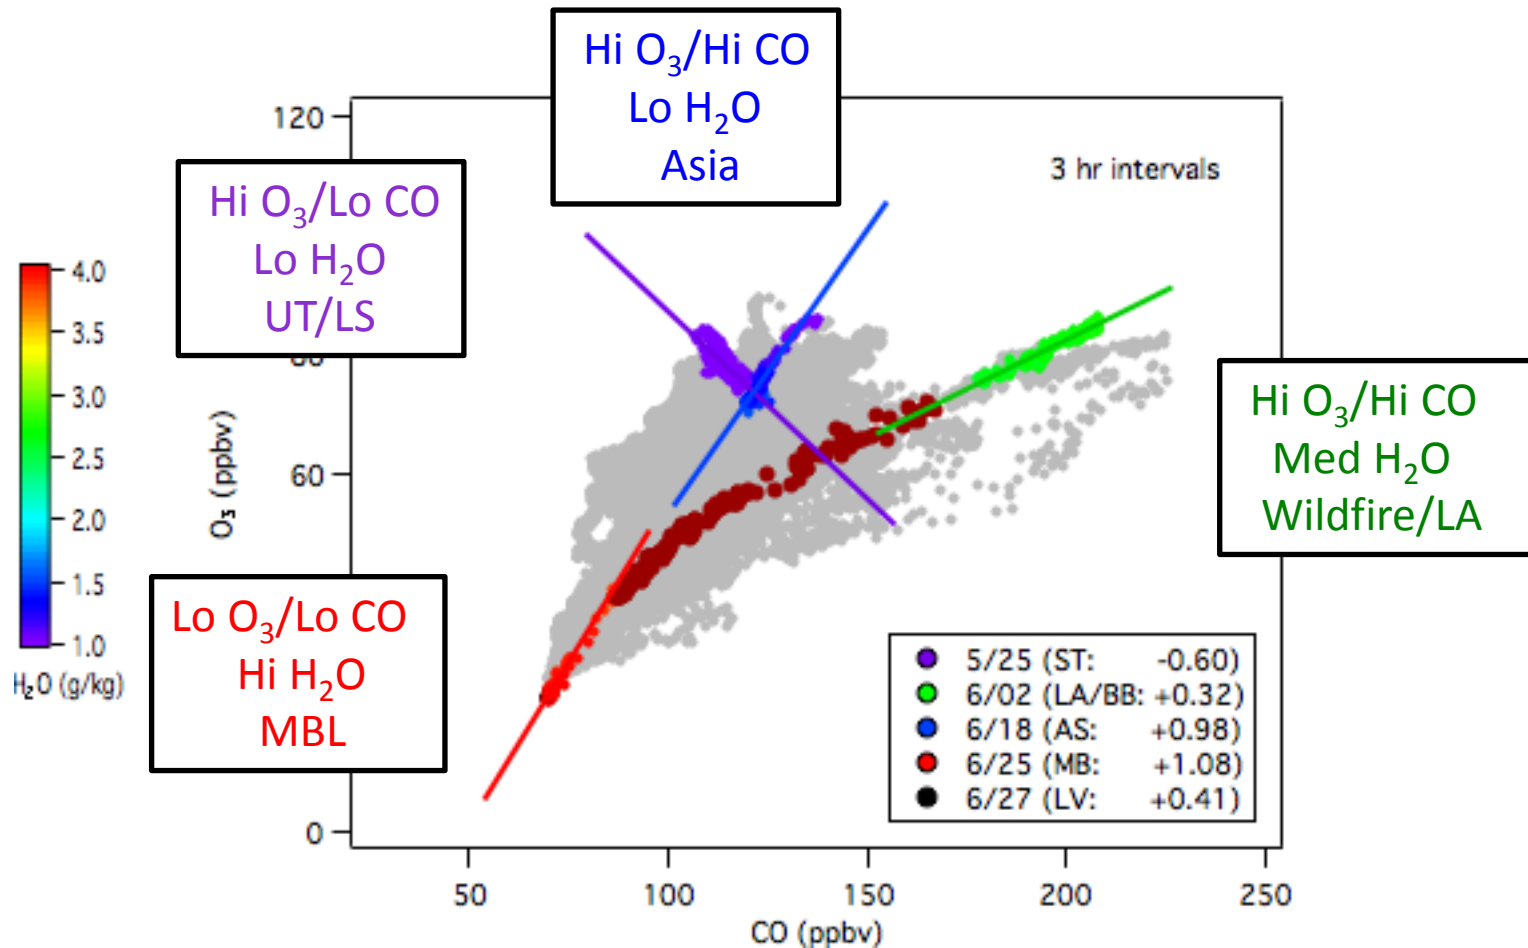 Hi O₃/Hi CO
Lo H₂O
Asia
120
3 hr intervals
Hi O₃/Lo CO
Lo H₂O
UT/LS
4.0
3.5
3.0
2.5
2.0
1.5
1.0
H₂O (g/kg)
O₃ (ppbv)
60
0
Hi O₃/Hi CO
Med H₂O
Wildfire/LA
Lo O₃/Lo CO
Hi H₂O
MBL
5/25 (ST: -0.60)
6/02 (LA/BB: +0.32)
6/18 (AS: +0.98)
6/25 (MB: +1.08)
6/27 (LV: +0.41)
50
100
150
200
250
CO (ppbv)